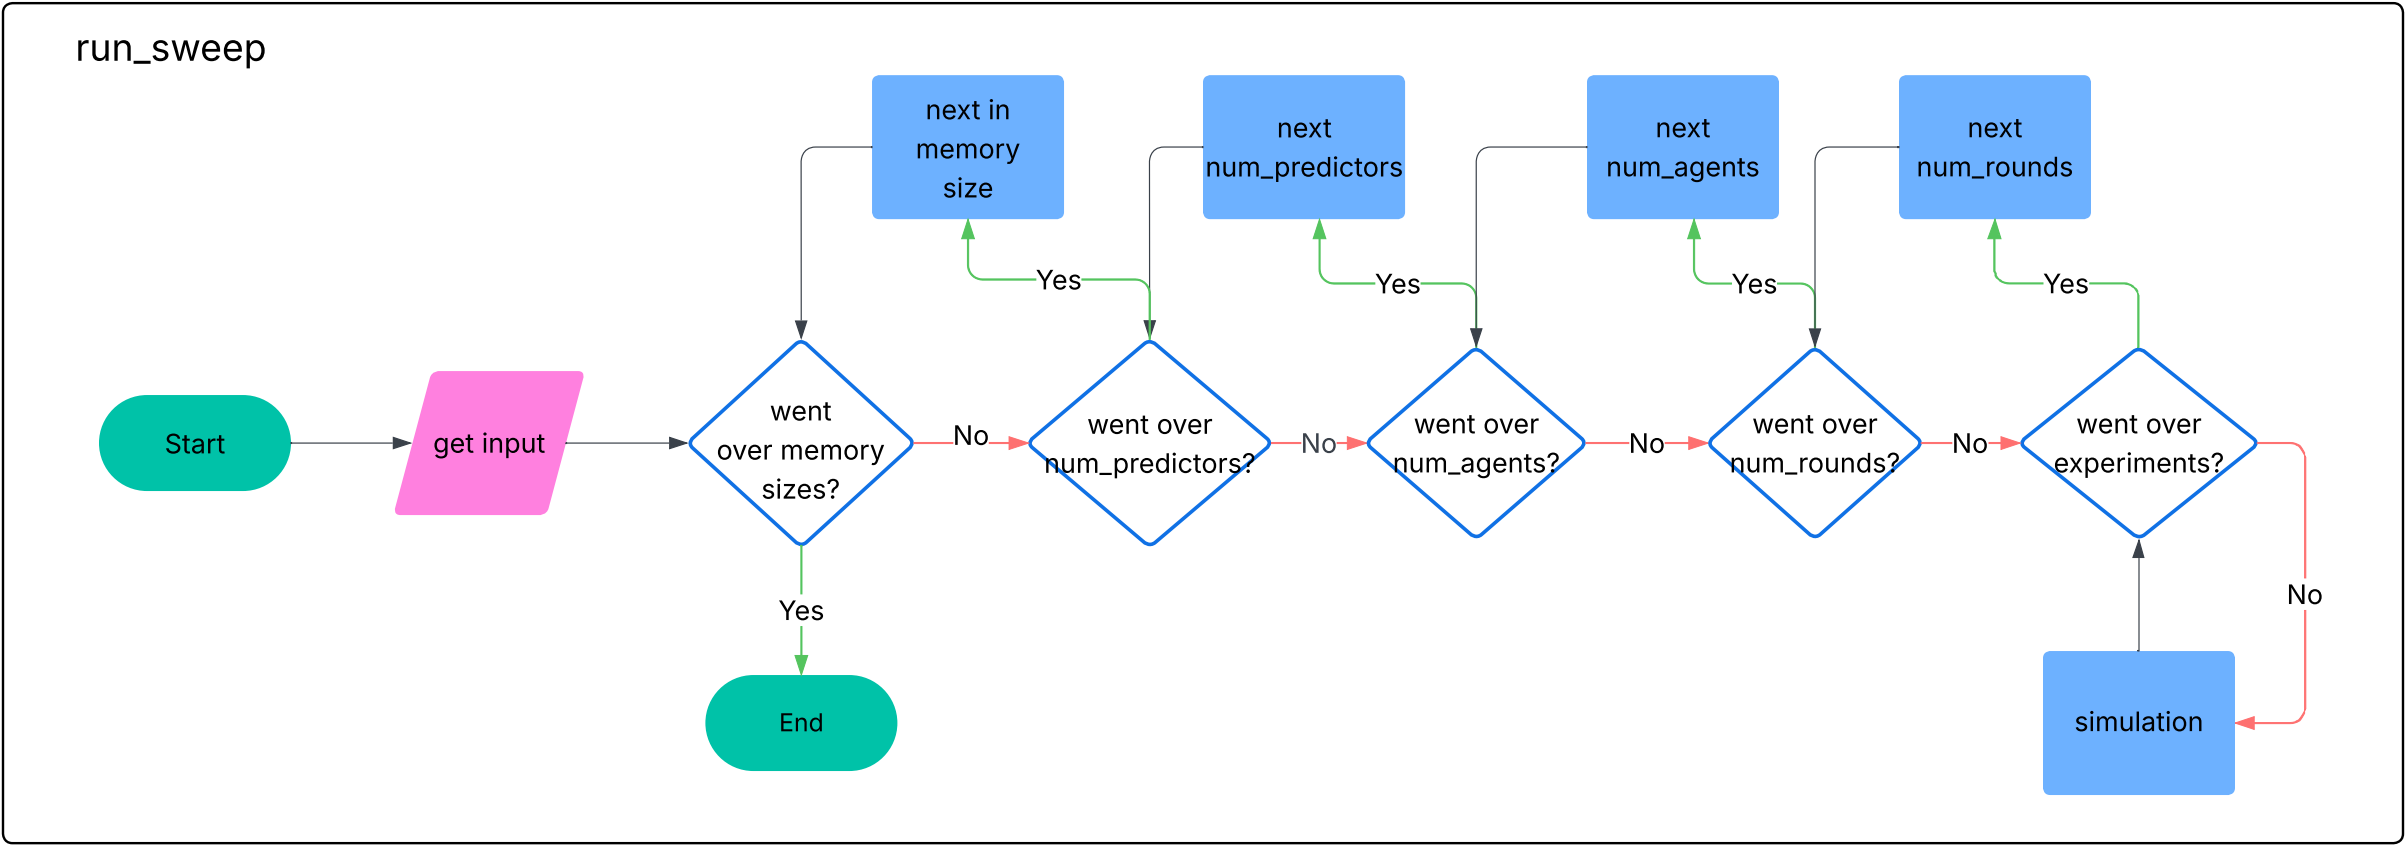 run_sweep
next in
memory
size
next
num_predictors
next
num_agents
next
num_rounds
Yes
Yes
Yes
Yes
Start
get input
went
over memory
sizes?
No
went over
num_predictors?
No
went over
num_agents?
No
went over
num_rounds?
No
went over
experiments?
Yes
No
End
simulation